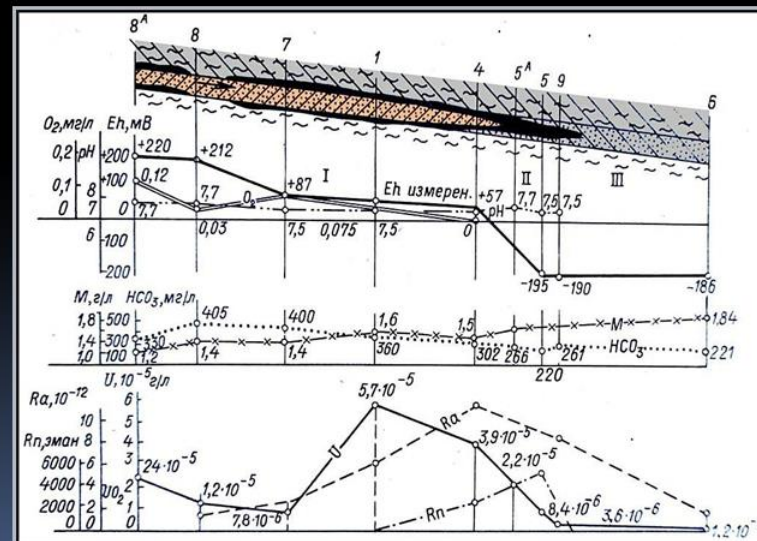 8ᴬ 8 7 1 4 5ᴬ 5 9 6
О₂,мг/л Eh,мВ
0,2 pH +200 +220 +212
0,12 I II III
0,1 8 +100 7,7 О₂ +87 Eh измерен. +57 7,7 7,5 7,5
0 7 0 7,7 pH
0,03 7,5 0,075 7,5 0
6 -100
-200 -195 -190 -186
М,г/л HCO₃,мг/л
1,8 500 405 400 1,6 1,5 М 1,84
1,4 300 330 HCO₃
1,0 100 1,2 1,4 1,4 360 302 266 261 221
220
Ra,10⁻¹² U,10⁻⁵г/л
6 5,7·10⁻⁵
10 5 Ra
Rn,эман 8 4 U 3,9·10⁻⁵
6000 6 3 24·10⁻⁵ 2,2·10⁻⁵
4000 4 2 1,2·10⁻⁵
2000 2 1 Rn 8,4·10⁻⁶ 3,6·10⁻⁶
0 0 0 7,8·10⁻⁶ 1,2·10⁻